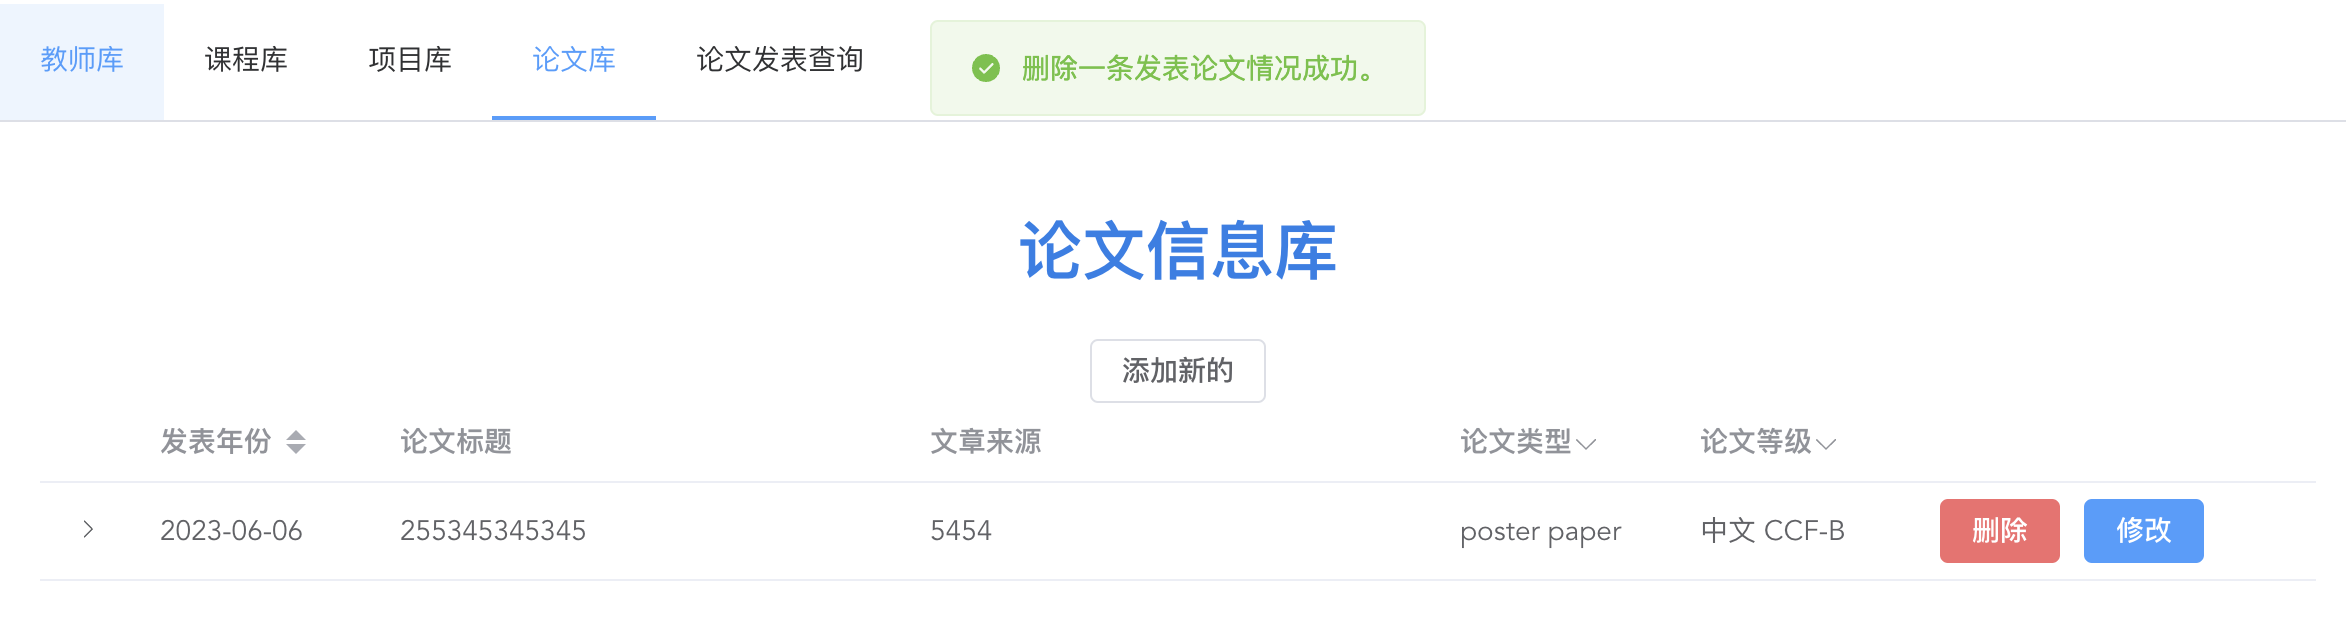 教师库 课程库 项目库 论文库 论文发表查询 删除一条发表论文情况成功。
论文信息库
添加新的
发表年份 论文标题 文章来源 论文类型 论文等级
2023-06-06 255345345345 5454 poster paper 中文 CCF-B 删除 修改